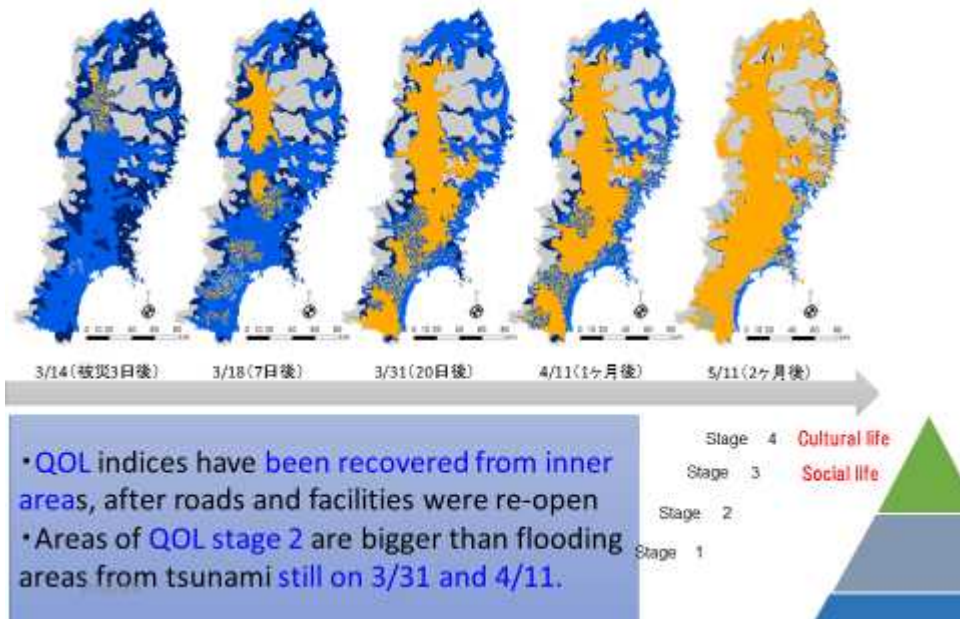 3/14(被災3日後) 3/18(7日後) 3/31(20日後) 4/11(1ヶ月後) 5/11(2ヶ月後)
・QOL indices have been recovered from inner
areas, after roads and facilities were re-open
・Areas of QOL stage 2 are bigger than flooding
areas from tsunami still on 3/31 and 4/11.
Stage 4 Cultural life
Stage 3 Social life
Stage 2
Stage 1